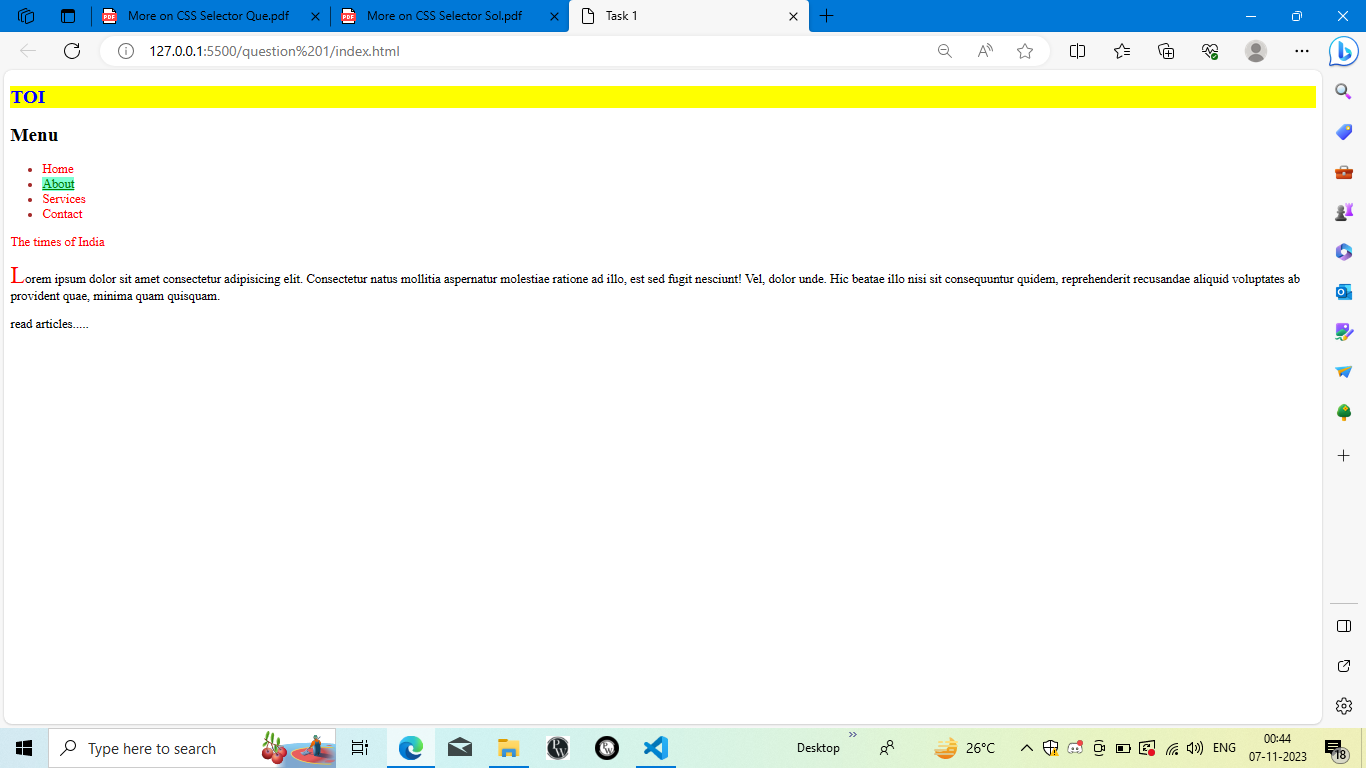 More on CSS Selector Que.pdf
More on CSS Selector Sol.pdf
Task 1
127.0.0.1:5500/question%201/index.html
TOI
Menu
Home
About
Services
Contact
The times of India
Lorem ipsum dolor sit amet consectetur adipisicing elit. Consectetur natus mollitia aspernatur molestiae ratione ad illo, est sed fugit nesciunt! Vel, dolor unde. Hic beatae illo nisi sit consequuntur quidem, reprehenderit recusandae aliquid voluptates ab
provident quae, minima quam quisquam.
read articles.....
Type here to search
Desktop
26°C
ENG
00:44
07-11-2023
18